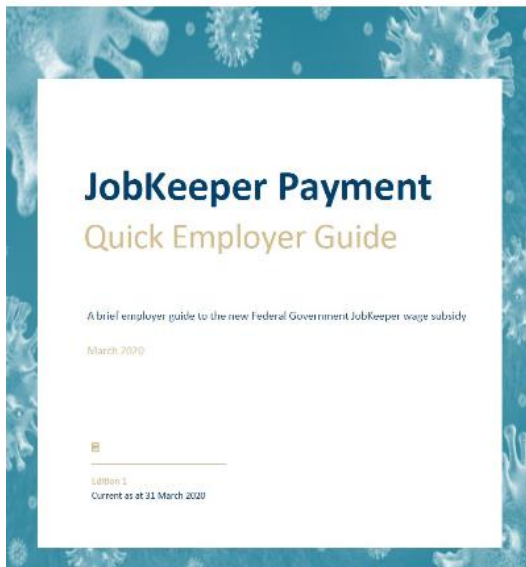 JobKeeper Payment
Quick Employer Guide
A brief employer guide to the new Federal Government JobKeeper wage subsidy
March 2020
Edition 1
Current as at 31 March 2020